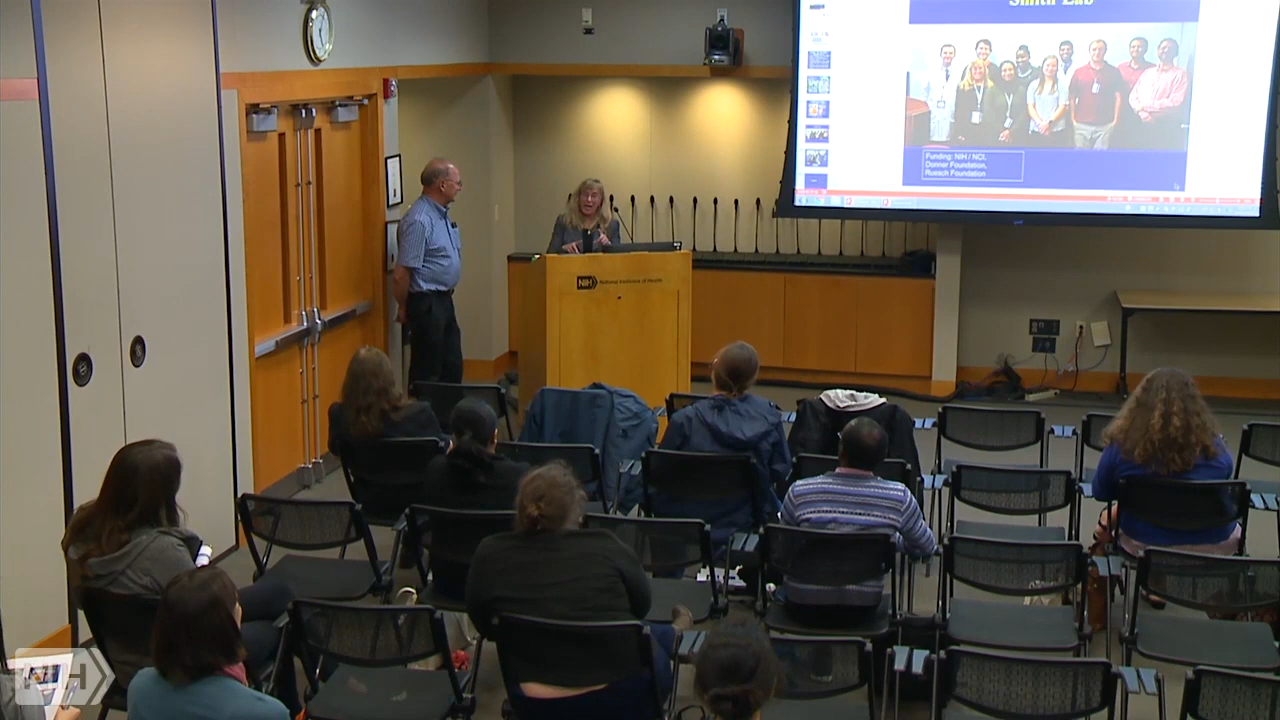 Smith Lab
Funding: NIH / NCI,
Donner Foundation,
Ruesch Foundation
NIH National Institutes of Health
NIH